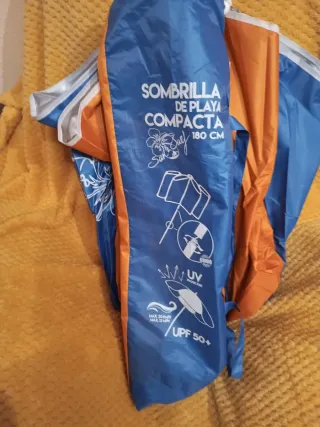 SOMBRILLA
DE PLAYA
COMPACTA
180 CM
UV
UPF 50+